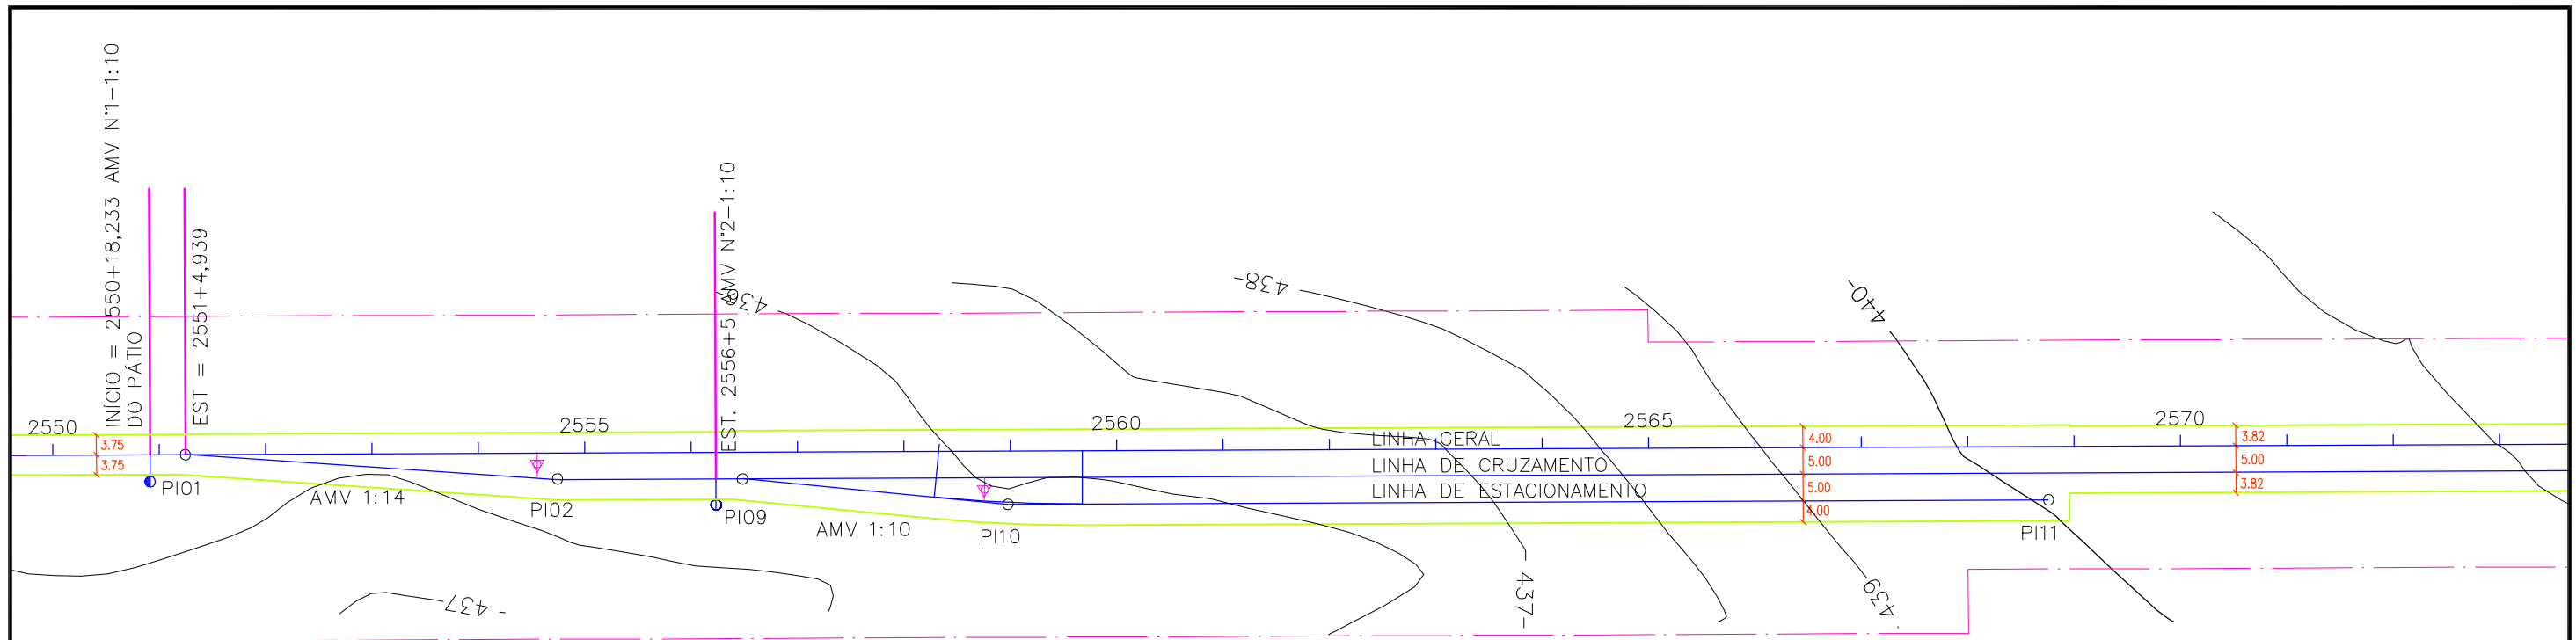 INÍCIO = 2550+18,233 AMV N°1-1:10
DO PÁTIO
EST = 2551+4,939
EST. 2556+5 AMV N°2-1:10
436
438-
440-
2550
2555
2560
2565
2570
3.75
3.75
LINHA GERAL
LINHA DE CRUZAMENTO
LINHA DE ESTACIONAMENTO
4.00
5.00
5.00
4.00
3.82
5.00
3.82
PI01
AMV 1:14
PI02
PI09
AMV 1:10
PI10
PI11
-437-
439-
437-